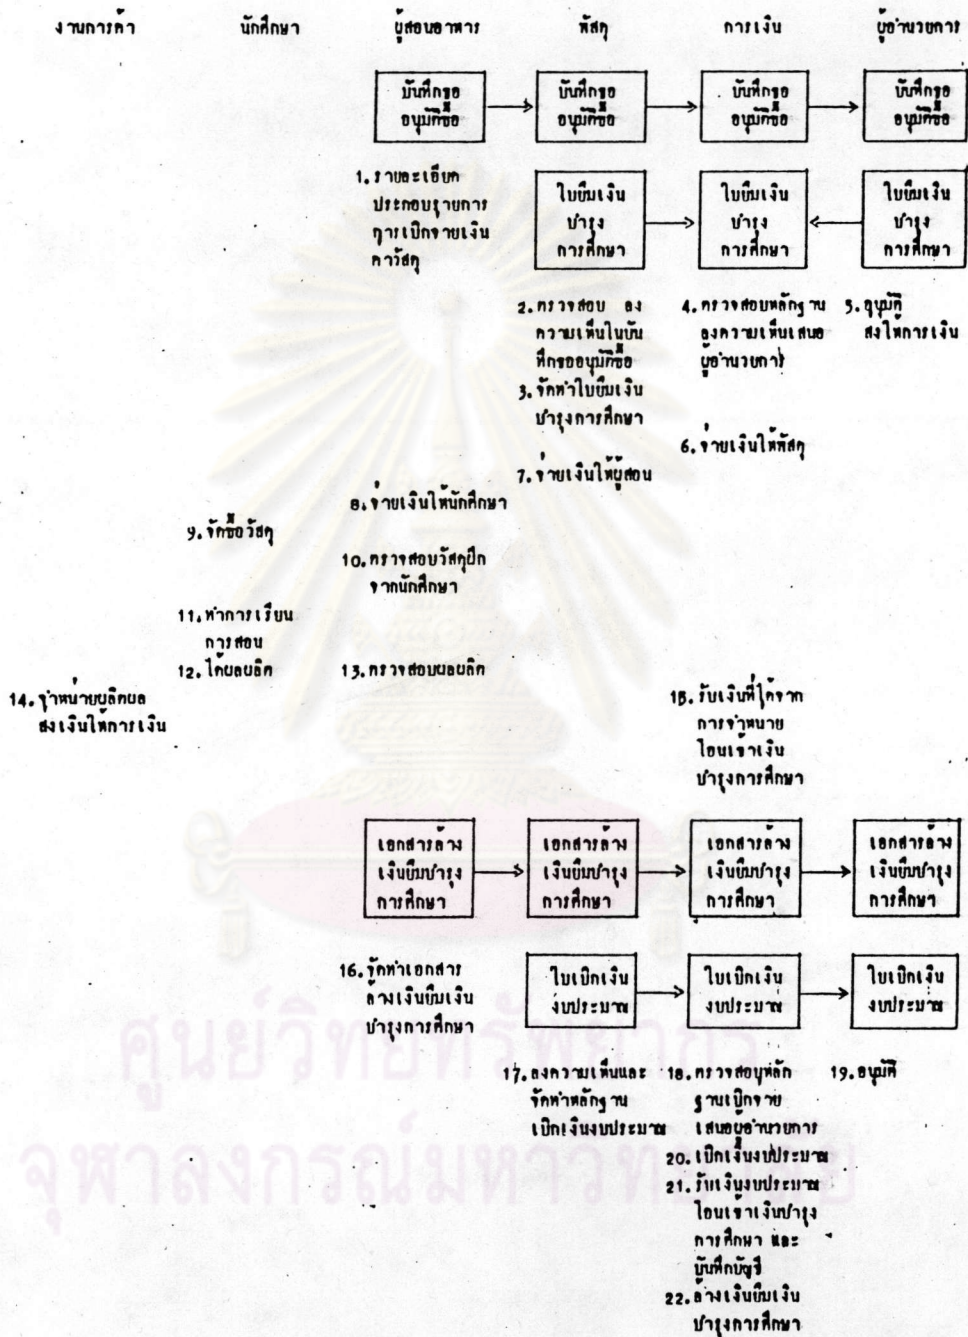 งานการค้า นักศึกษา ผู้สอนอาหาร พัสดุ การเงิน ผู้อำนวยการ
บันทึกขอ บันทึกขอ บันทึกขอ บันทึกขอ
อนุมัติซื้อ อนุมัติซื้อ อนุมัติซื้อ อนุมัติซื้อ
1. รายละเอียด
ประกอบรายการ
การเบิกจ่ายเงิน
ค่าวัสดุ
ใบยืมเงิน ใบยืมเงิน ใบยืมเงิน
บำรุง บำรุง บำรุง
การศึกษา การศึกษา การศึกษา
2. ตรวจสอบ ลง
ความเห็นในบัน
ทึกขออนุมัติซื้อ
3. จัดทำใบยืมเงิน
บำรุงการศึกษา
4. ตรวจสอบหลักฐาน
ลงความเห็นเสนอ
ผู้อำนวยการ
5. อนุมัติ
ส่งให้การเงิน
6. จ่ายเงินให้พัสดุ
7. จ่ายเงินให้ผู้สอน
8. จ่ายเงินให้นักศึกษา
9. จัดซื้อวัสดุ
10. ตรวจสอบวัสดุฝึก
จากนักศึกษา
11. ทำการเรียน
การสอน
12. ได้ผลผลิต
13. ตรวจสอบผลผลิต
14. จำหน่ายผลิตผล
ส่งเงินให้การเงิน
15. รับเงินที่ได้จาก
การจำหน่าย
โอนเข้าเงิน
บำรุงการศึกษา
เอกสารล้าง เอกสารล้าง เอกสารล้าง เอกสารล้าง
เงินยืมบำรุง เงินยืมบำรุง เงินยืมบำรุง เงินยืมบำรุง
การศึกษา การศึกษา การศึกษา การศึกษา
16. จัดทำเอกสาร
ล้างเงินยืมเงิน
บำรุงการศึกษา
ใบเบิกเงิน ใบเบิกเงิน ใบเบิกเงิน
งบประมาณ งบประมาณ งบประมาณ
17. ลงความเห็นและ
จัดทำหลักฐาน
เบิกเงินงบประมาณ
18. ตรวจสอบหลัก
ฐานเบิกจ่าย
เสนอผู้อำนวยการ
19. อนุมัติ
20. เบิกเงินงบประมาณ
21. รับเงินงบประมาณ
โอนเข้าเงินบำรุง
การศึกษา และ
บันทึกบัญชี
22. ล้างเงินยืมเงิน
บำรุงการศึกษา
ศูนย์วิทยทรัพยากร
จุฬาลงกรณ์มหาวิทยาลัย